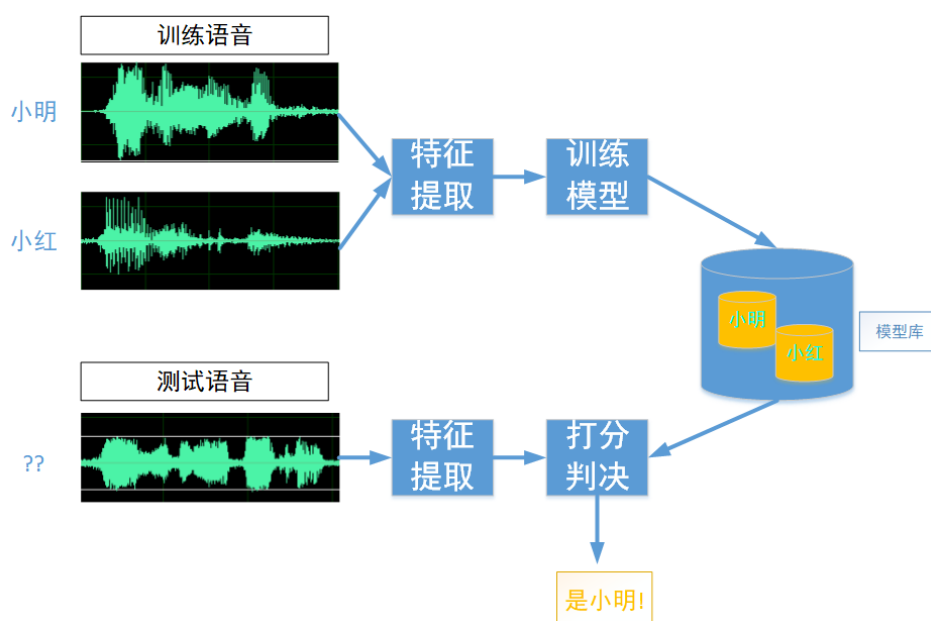 训练语音
小明
特征
提取
训练
模型
小红
小明
小红
模型库
测试语音
??
特征
提取
打分
判决
是小明!